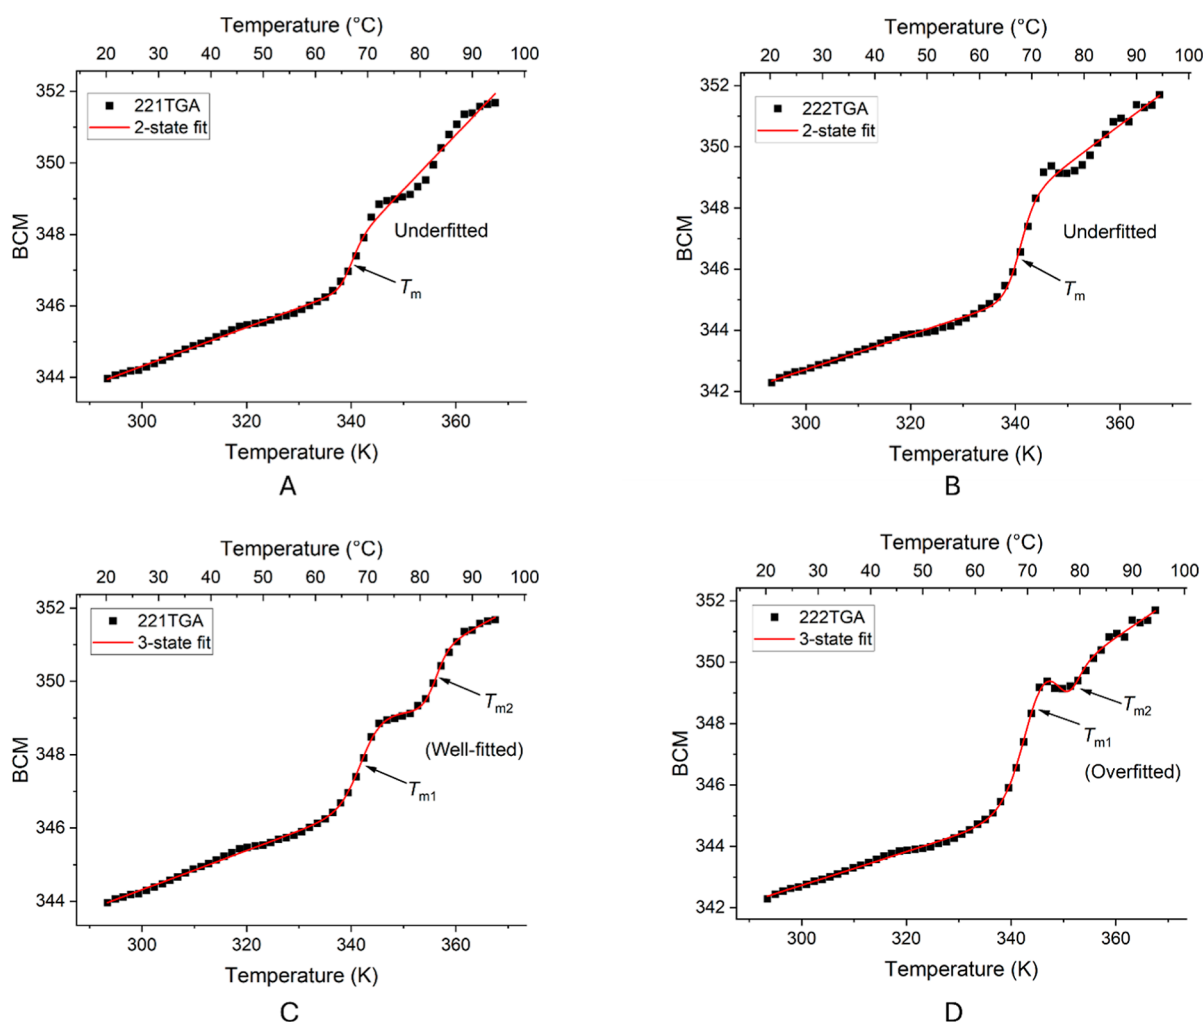 Temperature (°C)
20 30 40 50 60 70 80 90 100
352
350
348
346
344
BCM
221TGA
2-state fit
Underfitted
Tm
300 320 340 360
Temperature (K)
A
Temperature (°C)
20 30 40 50 60 70 80 90 100
352
350
348
346
344
342
BCM
222TGA
2-state fit
Underfitted
Tm
300 320 340 360
Temperature (K)
B
Temperature (°C)
20 30 40 50 60 70 80 90 100
352
350
348
346
344
BCM
221TGA
3-state fit
Tm2
(Well-fitted)
Tm1
300 320 340 360
Temperature (K)
C
Temperature (°C)
20 30 40 50 60 70 80 90 100
352
350
348
346
344
342
BCM
222TGA
3-state fit
Tm2
Tm1
(Overfitted)
300 320 340 360
Temperature (K)
D